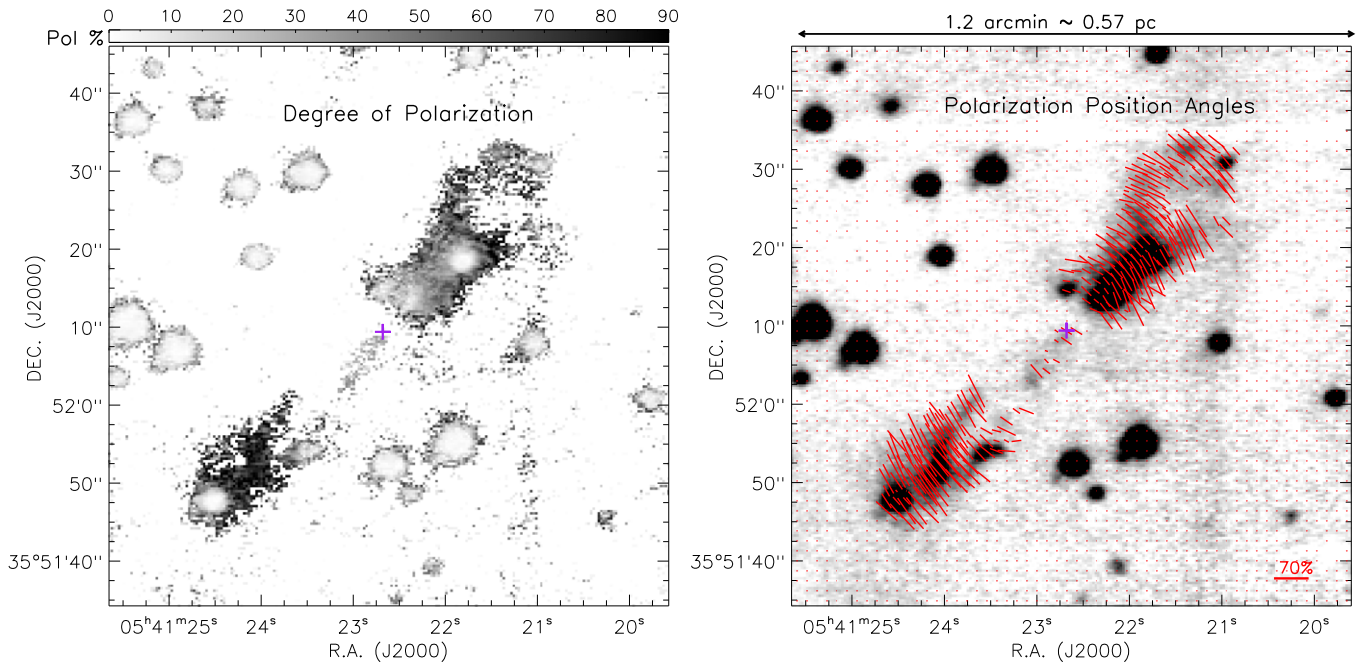 0 10 20 30 40 50 60 70 80 90
Pol %
1.2 arcmin ~ 0.57 pc
Degree of Polarization
Polarization Position Angles
40''
30''
20''
10''
52'0''
50''
35°51'40''
DEC. (J2000)
05ʰ41ᵐ25ˢ 24ˢ 23ˢ 22ˢ 21ˢ 20ˢ
R.A. (J2000)
40''
30''
20''
10''
52'0''
50''
35°51'40''
DEC. (J2000)
70%
05ʰ41ᵐ25ˢ 24ˢ 23ˢ 22ˢ 21ˢ 20ˢ
R.A. (J2000)